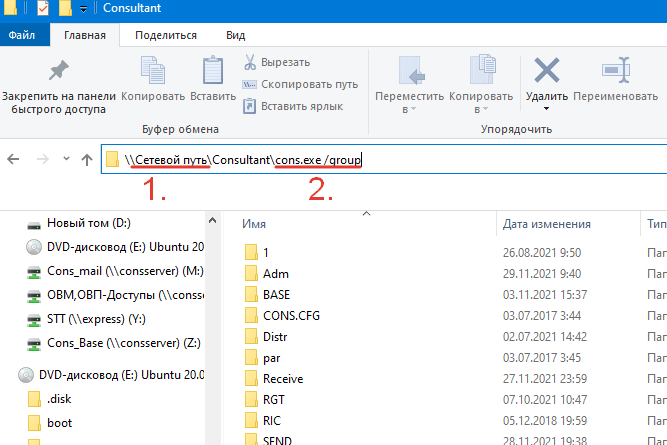 Consultant
Файл Главная Поделиться Вид
Закрепить на панели
быстрого доступа
Копировать
Вставить
Вырезать
Скопировать путь
Вставить ярлык
Переместить
в
Копировать
в
Удалить
Переименовать
Буфер обмена
Упорядочить
\\Сетевой путь\Consultant\cons.exe /group
1.
2.
Новый том (D:)
DVD-дисковод (E:) Ubuntu 20.0
Cons_mail (\\consserver) (M:)
ОВМ,ОВП-Доступы (\\conss
STT (\\express) (Y:)
Cons_Base (\\consserver) (Z:)
DVD-дисковод (E:) Ubuntu 20.0
.disk
boot
Имя Дата изменения Тип
1 26.08.2021 9:50 Пап
Adm 29.11.2021 9:40 Пап
BASE 03.11.2021 15:37 Пап
CONS.CFG 03.07.2017 3:44 Пап
Distr 02.07.2021 14:42 Пап
par 03.07.2017 3:45 Пап
Receive 27.11.2021 23:59 Пап
RGT 07.10.2021 10:47 Пап
RIC 05.12.2018 19:59 Пап
SEND 28.11.2021 19:38 Пап